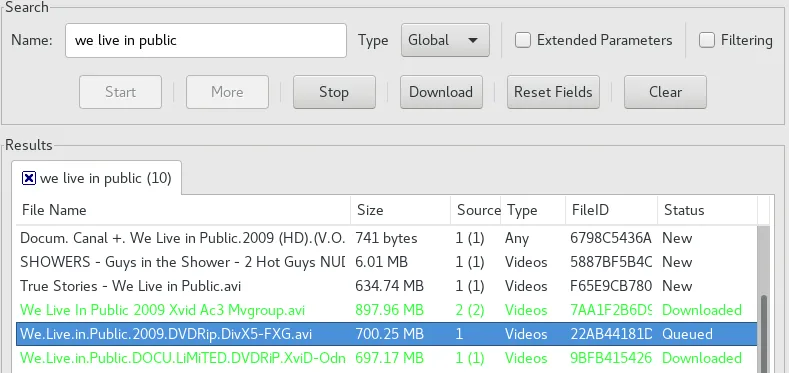 Search
Name: we live in public Type Global Extended Parameters Filtering
Start More Stop Download Reset Fields Clear
Results
we live in public (10)
File Name Size Source Type FileID Status
Docum. Canal +. We Live in Public.2009 (HD).(V.O. 741 bytes 1 (1) Any 6798C5436A New
SHOWERS - Guys in the Shower - 2 Hot Guys NUD 6.01 MB 1 (1) Videos 5887BF5B4C New
True Stories - We Live in Public.avi 634.74 MB 1 (1) Videos F65E9CB780 New
We Live In Public 2009 Xvid Ac3 Mvgroup.avi 897.96 MB 2 (2) Videos 7AA1F2B6D9 Downloaded
We.Live.in.Public.2009.DVDRip.DivX5-FXG.avi 700.25 MB 1 Videos 22AB44181D Queued
We.Live.in.Public.DOCU.LiMiTED.DVDRiP.XviD-Odn 697.17 MB 1 (1) Videos 9BFB415426 Downloaded